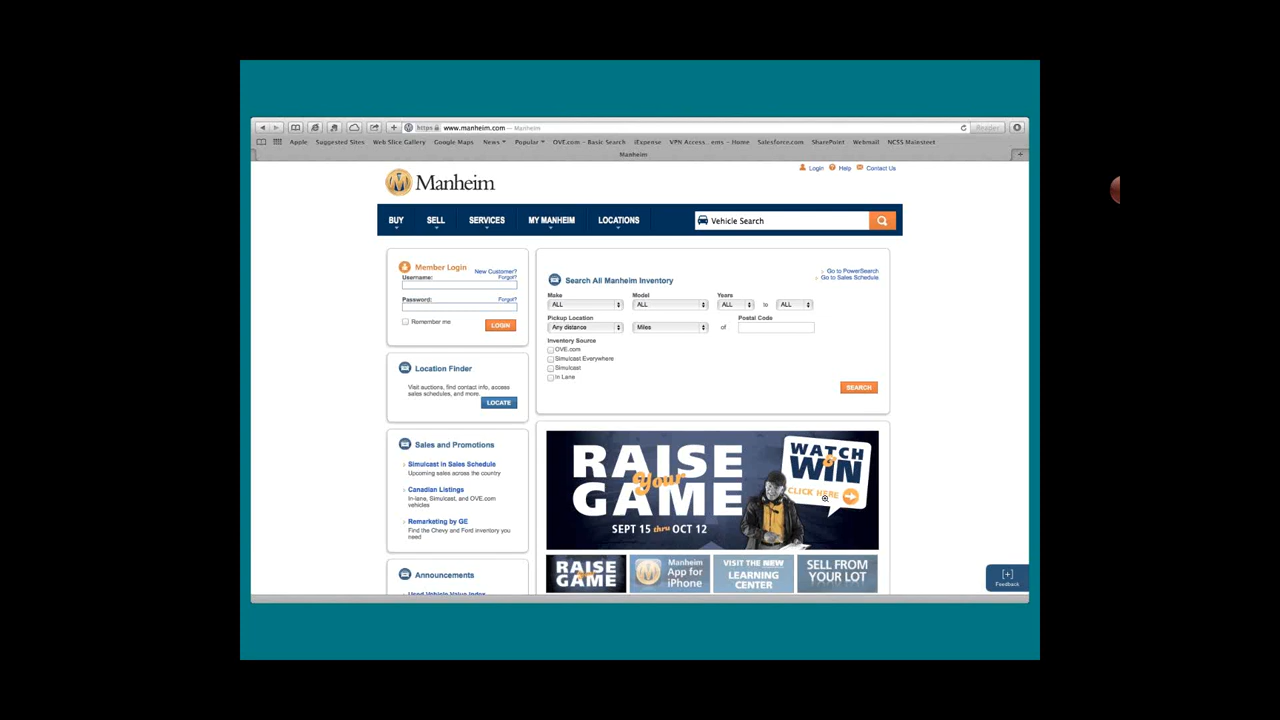 https www.manheim.com — Manheim
Reader
Apple Suggested Sites Web Slice Gallery Google Maps News Popular OVE.com - Basic Search iExpense VPN Access... ems - Home Salesforce.com SharePoint Webmail NCSS Mainstect
Manheim
Login Help Contact Us
Manheim
BUY SELL SERVICES MY MANHEIM LOCATIONS
Vehicle Search
Member Login
New Customer?
Username: Forgot?
Password: Forgot?
Remember me
LOGIN
Location Finder
Visit auctions, find contact info, access
sales schedules, and more.
LOCATE
Sales and Promotions
Simulcast in Sales Schedule
Upcoming sales across the country
Canadian Listings
In-lane, Simulcast, and OVE.com
vehicles
Remarketing by GE
Find the Chevy and Ford inventory you
need
Announcements
Used Vehicle Value Index
Go to PowerSearch
Go to Sales Schedule
Search All Manheim Inventory
Make Model Years
ALL ALL ALL to ALL
Pickup Location Postal Code
Any distance Miles of
Inventory Source
OVE.com
Simulcast Everywhere
Simulcast
In Lane
SEARCH
RAISE
Your
GAME
SEPT 15 thru OCT 12
WATCH
&
WIN
CLICK HERE
RAISE
Your
GAME
Manheim
App for
iPhone
VISIT THE NEW
LEARNING
CENTER
SELL FROM
YOUR LOT
[+]
Feedback